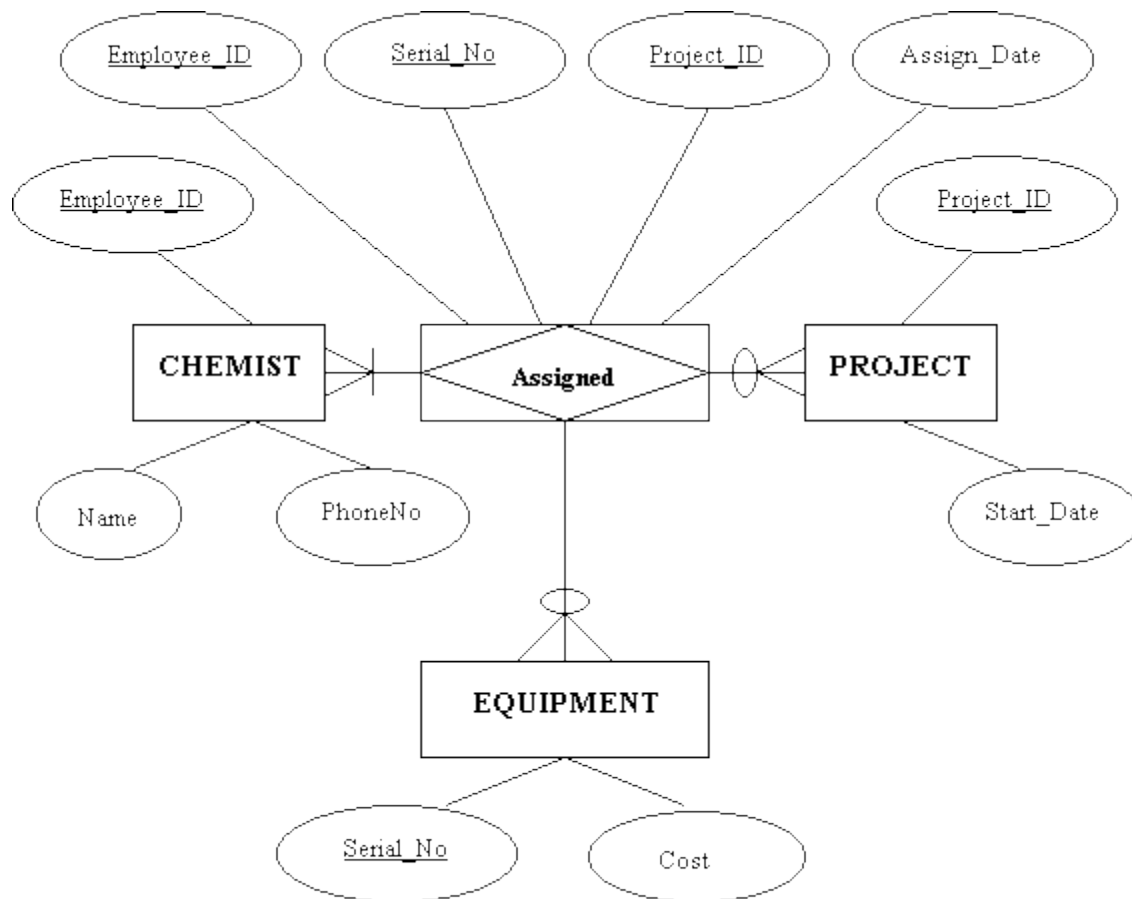 Employee_ID
Serial_No
Project_ID
Assign_Date
Employee_ID
Project_ID
CHEMIST
Assigned
PROJECT
Name
PhoneNo
Start_Date
EQUIPMENT
Serial_No
Cost